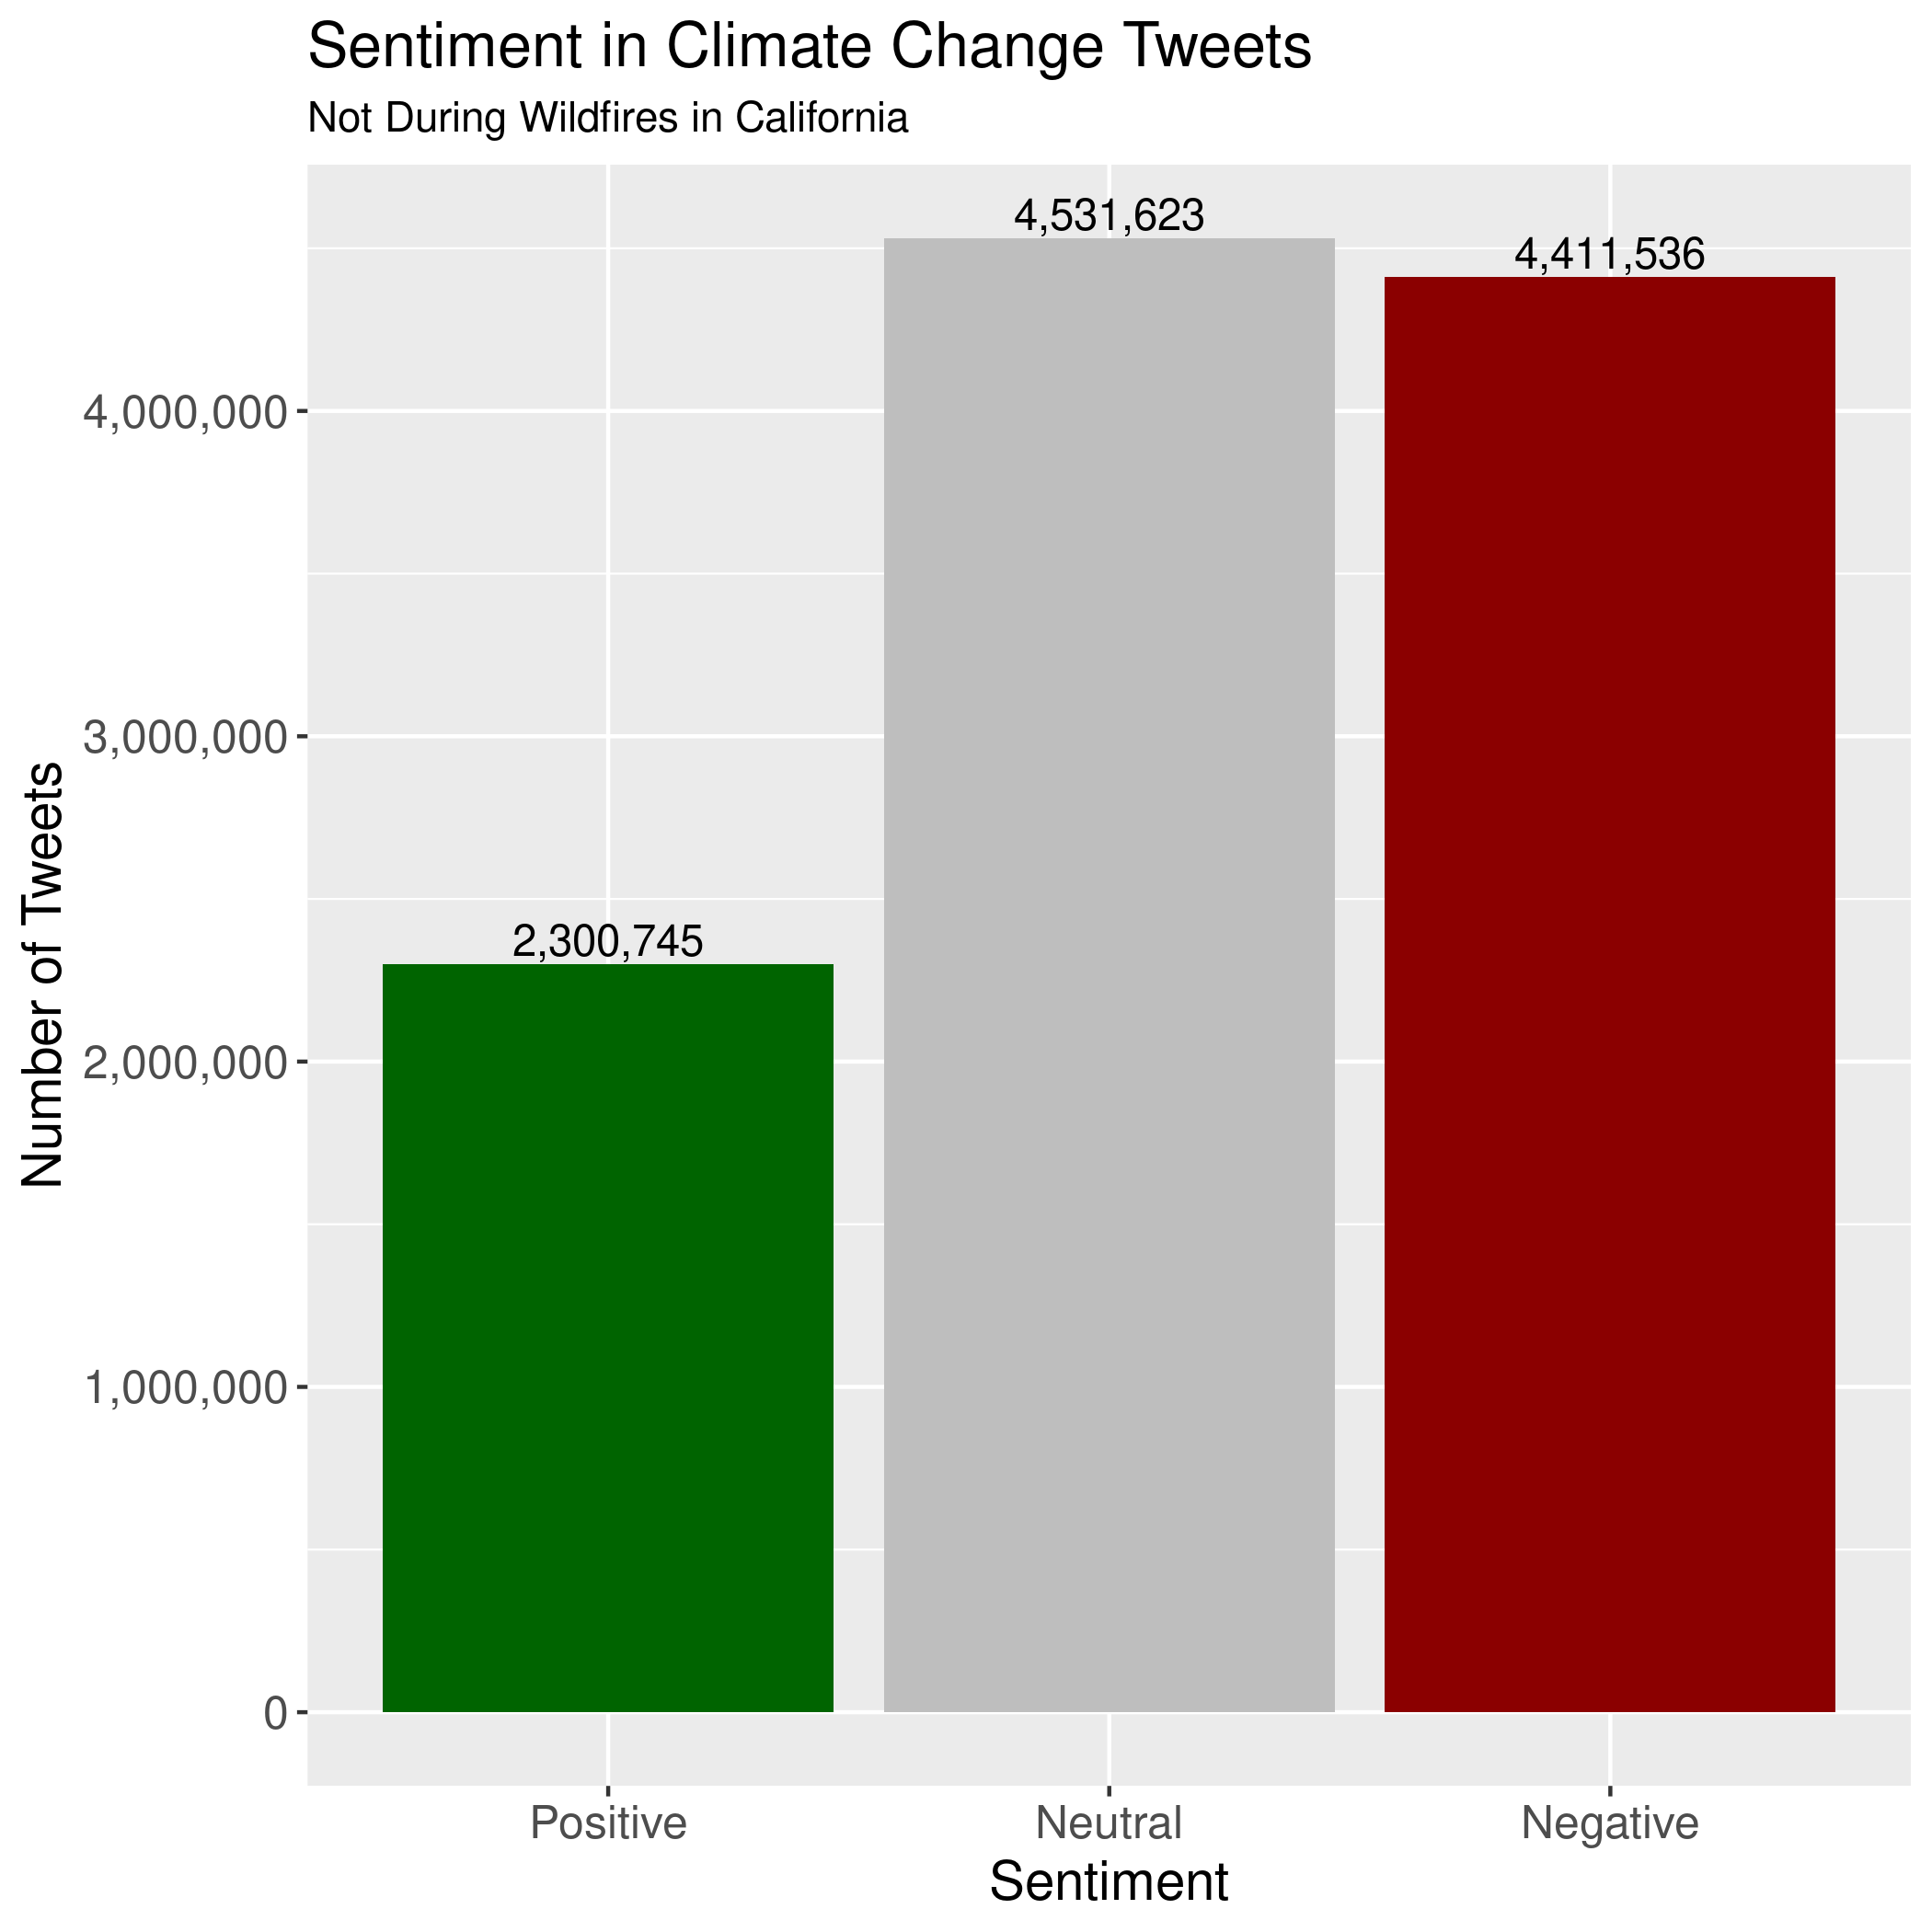 Sentiment in Climate Change Tweets
Not During Wildfires in California
4,531,623
4,411,536
2,300,745
Number of Tweets
4,000,000
3,000,000
2,000,000
1,000,000
0
Positive
Neutral
Negative
Sentiment